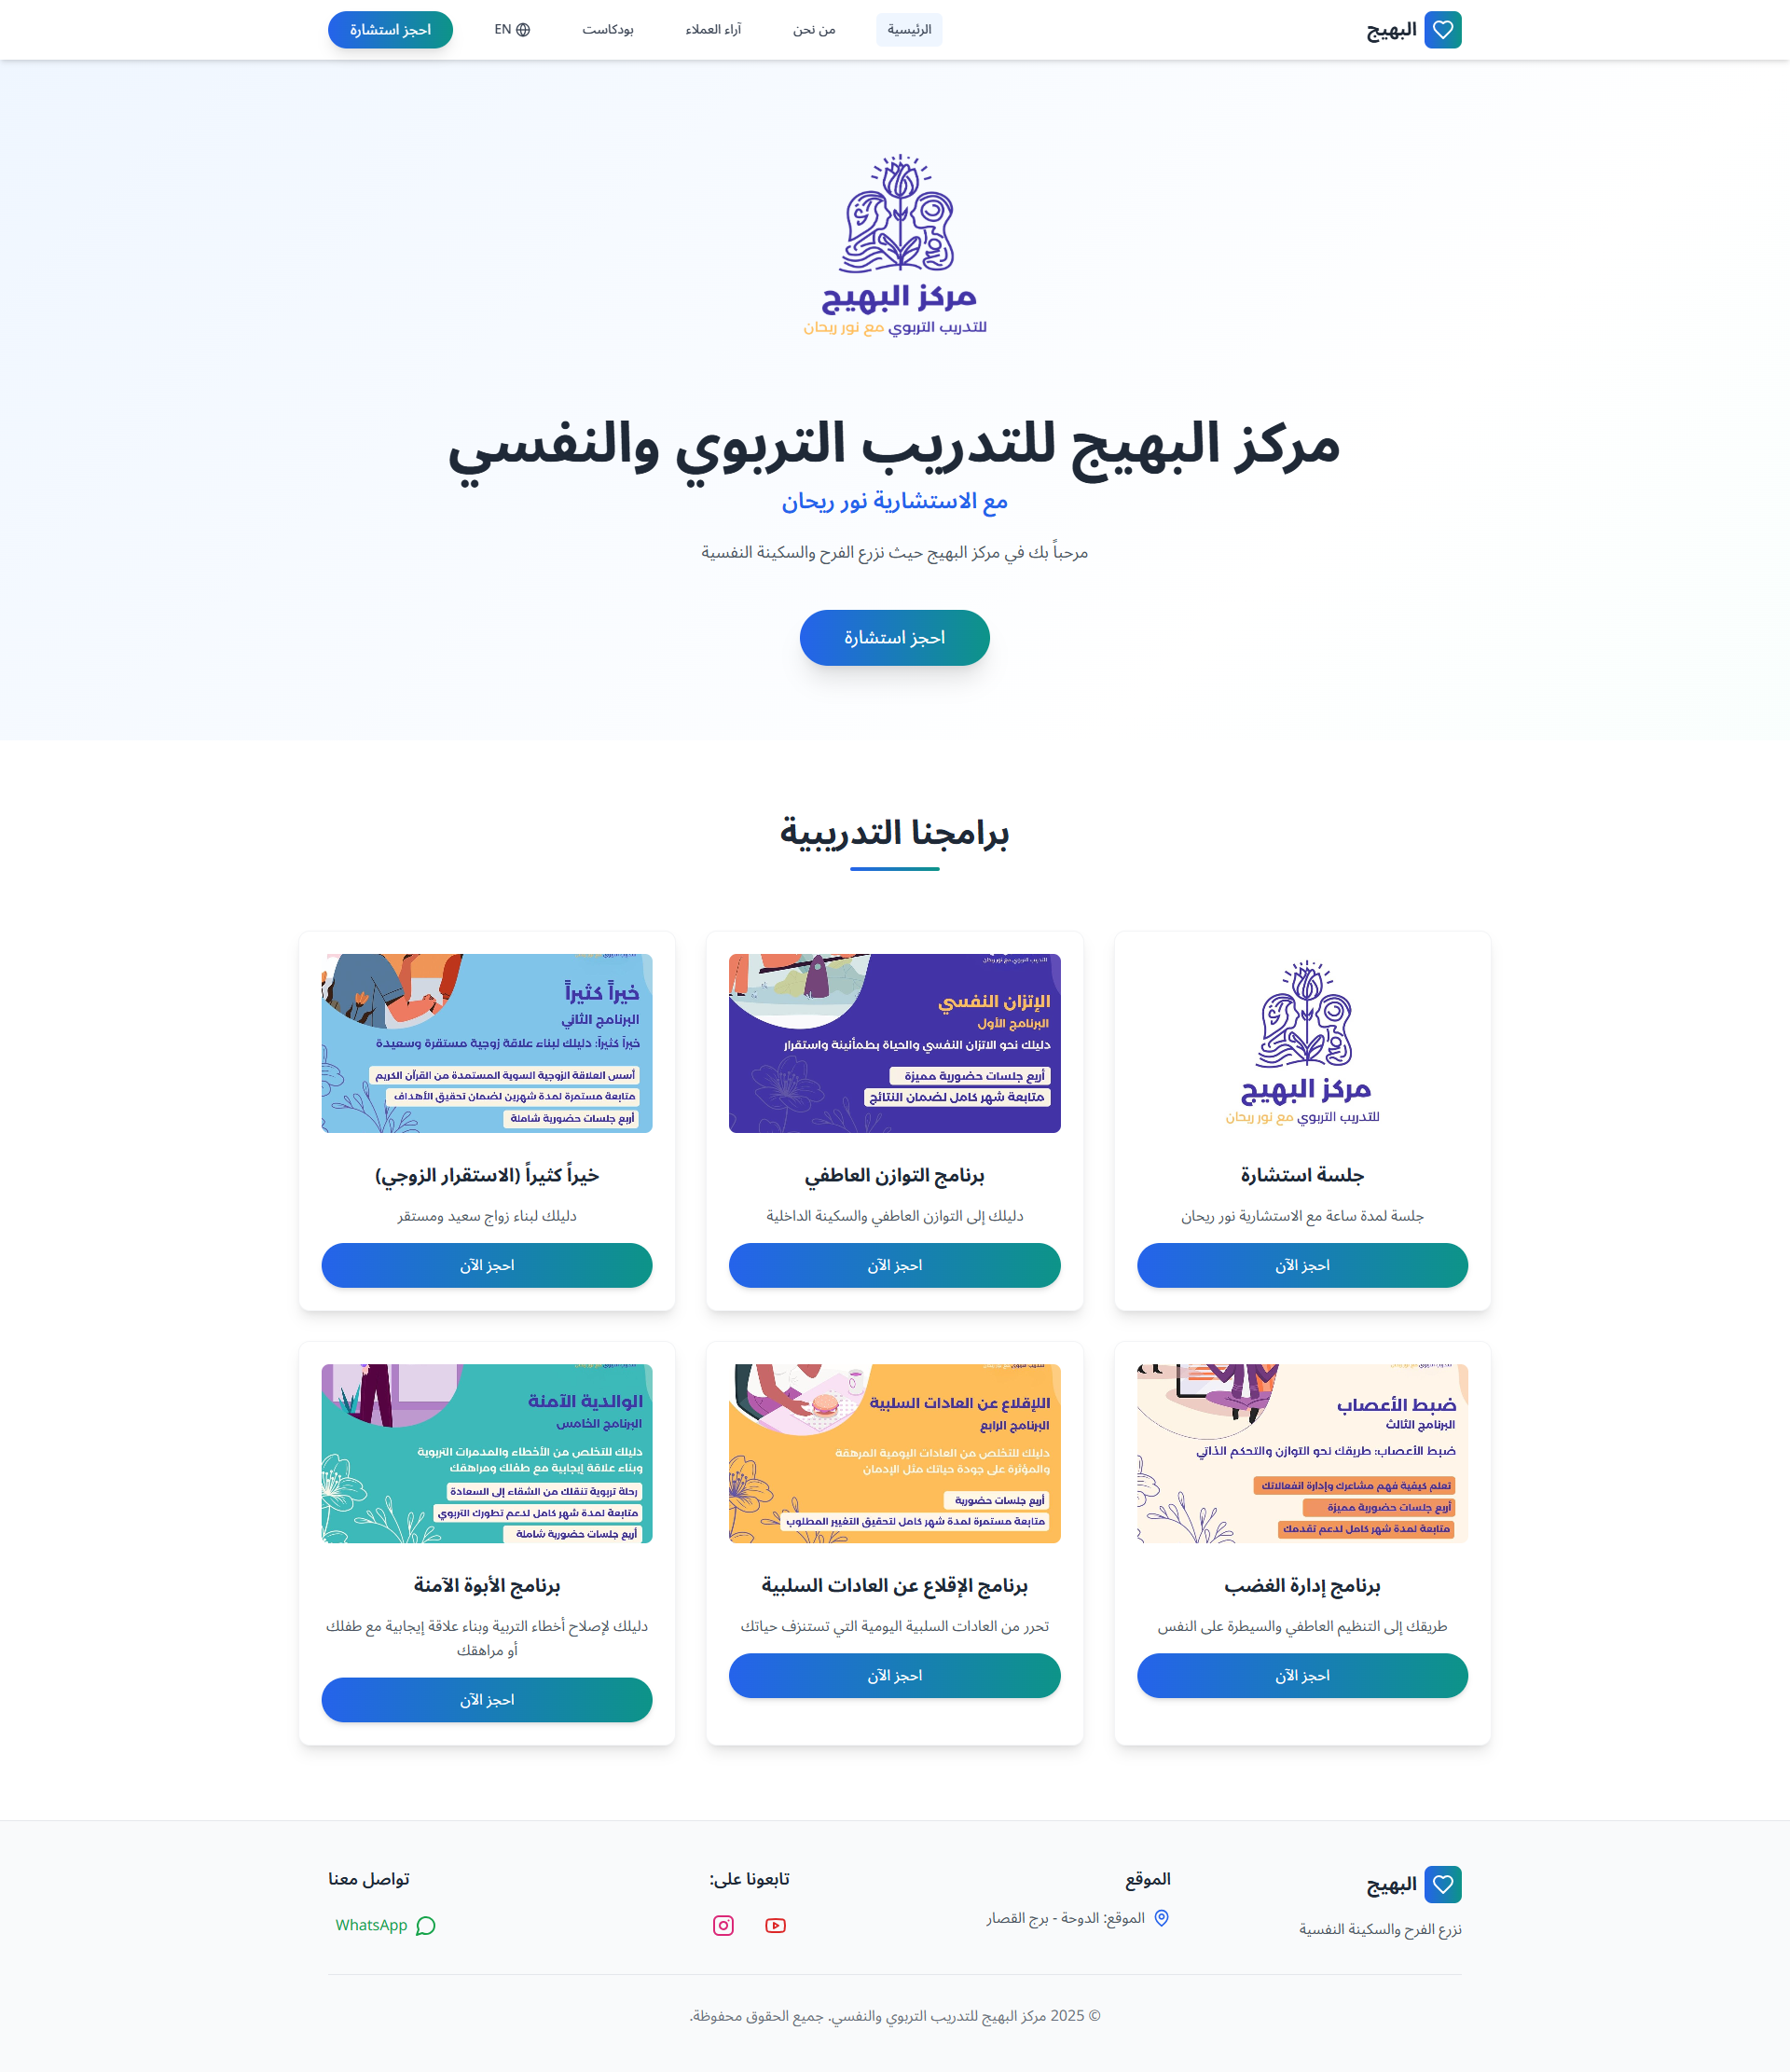 البهيج
الرئيسية
من نحن
آراء العملاء
بودكاست
EN
احجز استشارة
مركز البهيج
للتدريب التربوي مع نور ريحان
مركز البهيج للتدريب التربوي والنفسي
مع الاستشارية نور ريحان
مرحباً بك في مركز البهيج حيث نزرع الفرح والسكينة النفسية
احجز استشارة
برامجنا التدريبية
مركز البهيج
للتدريب التربوي مع نور ريحان
جلسة استشارة
جلسة لمدة ساعة مع الاستشارية نور ريحان
احجز الآن
للتدريب التربوي مع نور ريحان
الإتزان النفسي
البرنامج الأول
دليلك نحو الاتزان النفسي والحياة بطمأنينة واستقرار
أربع جلسات حضورية مميزة
متابعة شهر كامل لضمان النتائج
برنامج التوازن العاطفي
دليلك إلى التوازن العاطفي والسكينة الداخلية
احجز الآن
خيراً كثيراً
البرنامج الثاني
خيراً كثيراً: دليلك لبناء علاقة زوجية مستقرة وسعيدة
أسس العلاقة الزوجية السوية المستمدة من القرآن الكريم
متابعة مستمرة لمدة شهرين لضمان تحقيق الأهداف
أربع جلسات حضورية شاملة
خيراً كثيراً (الاستقرار الزوجي)
دليلك لبناء زواج سعيد ومستقر
احجز الآن
ضبط الأعصاب
البرنامج الثالث
ضبط الأعصاب: طريقك نحو التوازن والتحكم الذاتي
تعلم كيفية فهم مشاعرك وإدارة انفعالاتك
أربع جلسات حضورية مميزة
متابعة لمدة شهر كامل لدعم تقدمك
برنامج إدارة الغضب
طريقك إلى التنظيم العاطفي والسيطرة على النفس
احجز الآن
اللإقلاع عن العادات السلبية
البرنامج الرابع
دليلك للتخلص من العادات اليومية المرهقة
والمؤثرة على جودة حياتك مثل الإدمان
أربع جلسات حضورية
متابعة مستمرة لمدة شهر كامل لتحقيق التغيير المطلوب
برنامج الإقلاع عن العادات السلبية
تحرر من العادات السلبية اليومية التي تستنزف حياتك
احجز الآن
الوالدية الآمنة
البرنامج الخامس
دليلك للتخلص من الأخطاء والمدمرات التربوية
وبناء علاقة إيجابية مع طفلك ومراهقك
رحلة تربوية تنقلك من الشقاء إلى السعادة
متابعة لمدة شهر كامل لدعم تطورك التربوي
أربع جلسات حضورية شاملة
برنامج الأبوة الآمنة
دليلك لإصلاح أخطاء التربية وبناء علاقة إيجابية مع طفلك
أو مراهقك
احجز الآن
البهيج
نزرع الفرح والسكينة النفسية
الموقع
الموقع: الدوحة - برج القصار
تابعونا على:
تواصل معنا
WhatsApp
© 2025 مركز البهيج للتدريب التربوي والنفسي. جميع الحقوق محفوظة.